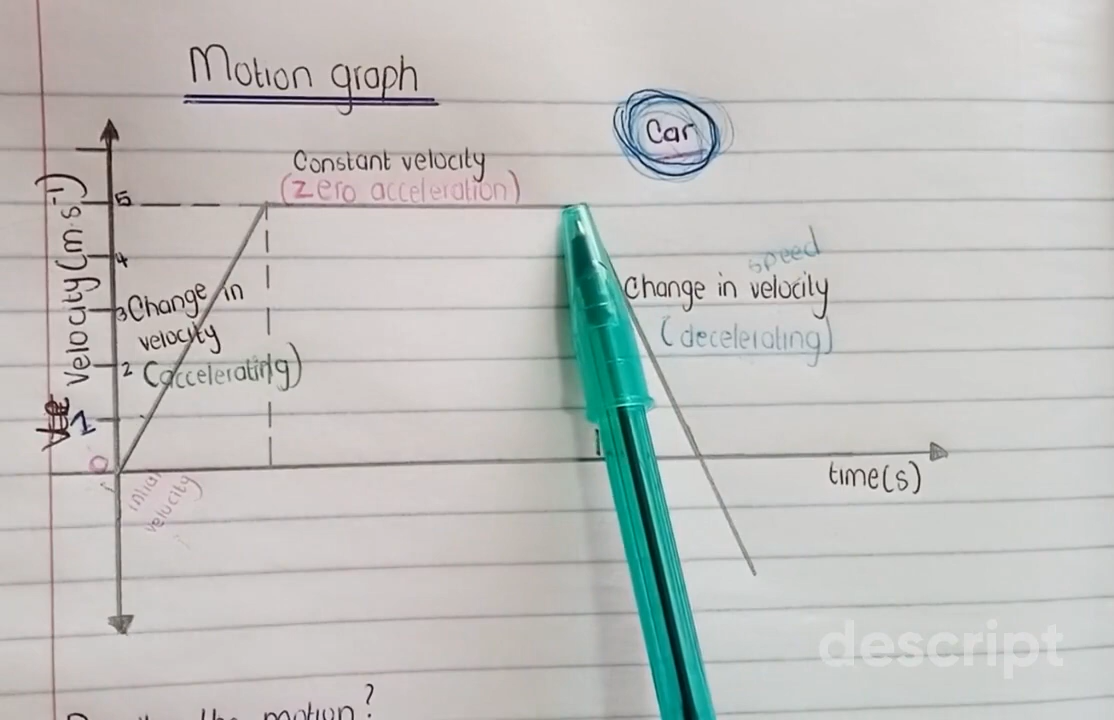 Motion graph
Car
Constant velocity
(zero acceleration)
velocity (m·s⁻¹)
5
4
3
2
1
0
Change in
velocity
(accelerating)
speed
Change in velocity
(decelerating)
time(s)
velocity
the motion?
descript